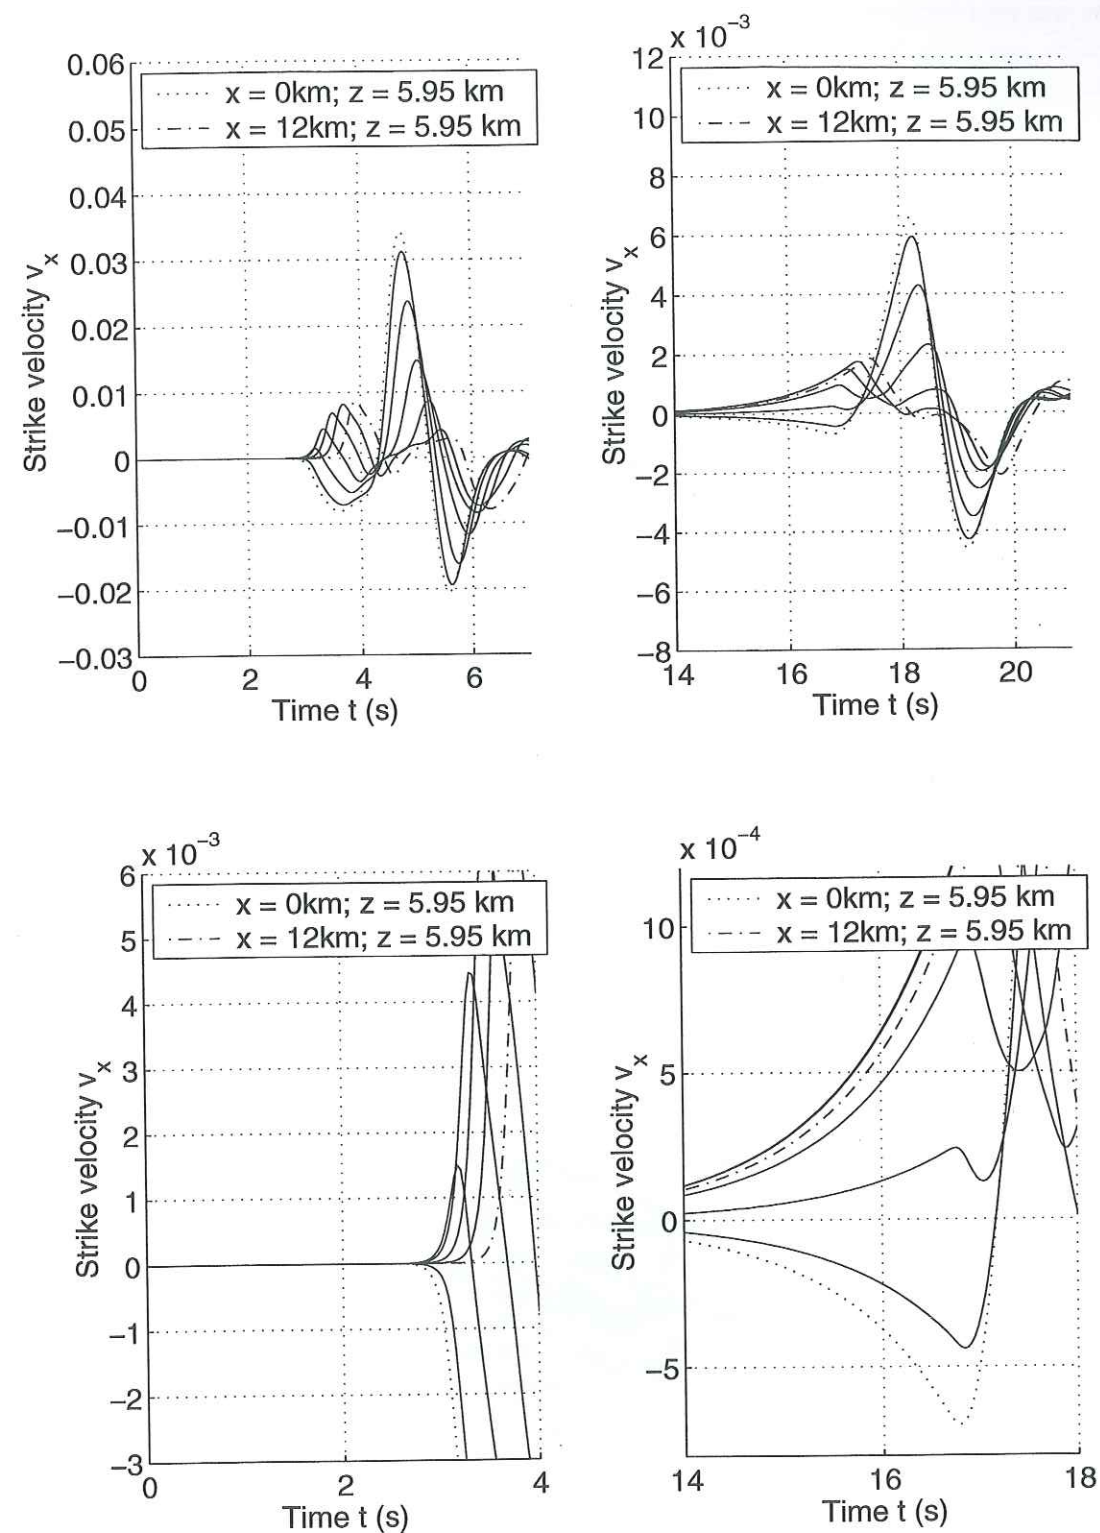 0.06
x = 0km; z = 5.95 km
x = 12km; z = 5.95 km
0.05
0.04
0.03
0.02
0.01
0
−0.01
−0.02
−0.03
Strike velocity v_x
0 2 4 6
Time t (s)
x 10^−3
12
x = 0km; z = 5.95 km
x = 12km; z = 5.95 km
10
8
6
4
2
0
−2
−4
−6
−8
Strike velocity v_x
14 16 18 20
Time t (s)
x 10^−3
6
x = 0km; z = 5.95 km
x = 12km; z = 5.95 km
5
4
3
2
1
0
−1
−2
−3
Strike velocity v_x
0 2 4
Time t (s)
x 10^−4
x = 0km; z = 5.95 km
x = 12km; z = 5.95 km
10
5
0
−5
Strike velocity v_x
14 16 18
Time t (s)